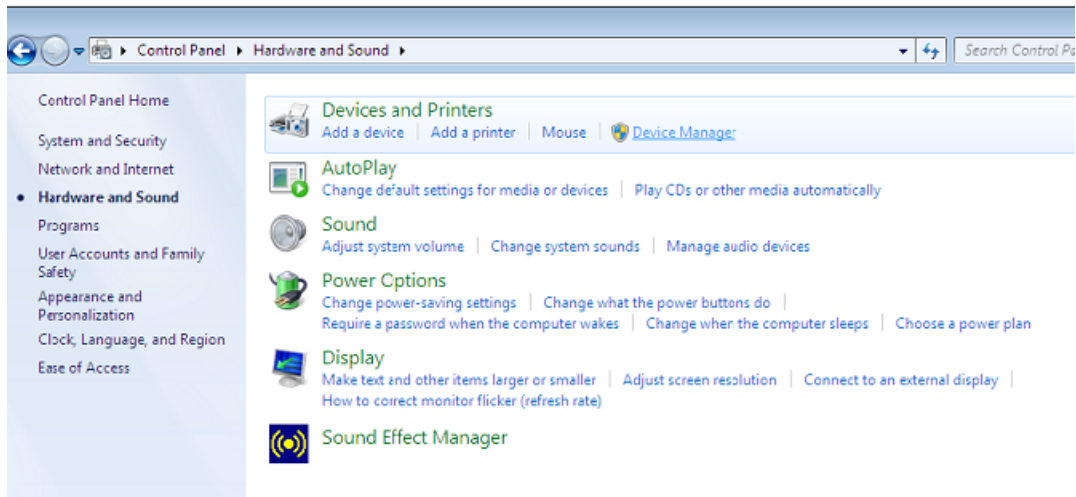 Control Panel Hardware and Sound Search Control Pa
Control Panel Home
System and Security
Network and Internet
Hardware and Sound
Programs
User Accounts and Family
Safety
Appearance and
Personalization
Clock, Language, and Region
Ease of Access
Devices and Printers
Add a device Add a printer Mouse Device Manager
AutoPlay
Change default settings for media or devices Play CDs or other media automatically
Sound
Adjust system volume Change system sounds Manage audio devices
Power Options
Change power-saving settings Change what the power buttons do
Require a password when the computer wakes Change when the computer sleeps Choose a power plan
Display
Make text and other items larger or smaller Adjust screen resolution Connect to an external display
How to correct monitor flicker (refresh rate)
Sound Effect Manager